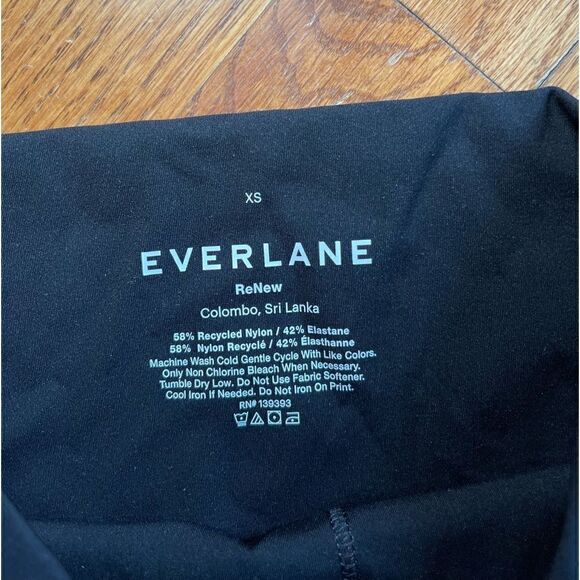 XS
EVERLANE
ReNew
Colombo, Sri Lanka
58% Recycled Nylon / 42% Elastane
58% Nylon Recyclé / 42% Élasthanne
Machine Wash Cold Gentle Cycle With Like Colors.
Only Non Chlorine Bleach When Necessary.
Tumble Dry Low. Do Not Use Fabric Softener.
Cool Iron If Needed. Do Not Iron On Print.
RN# 139393